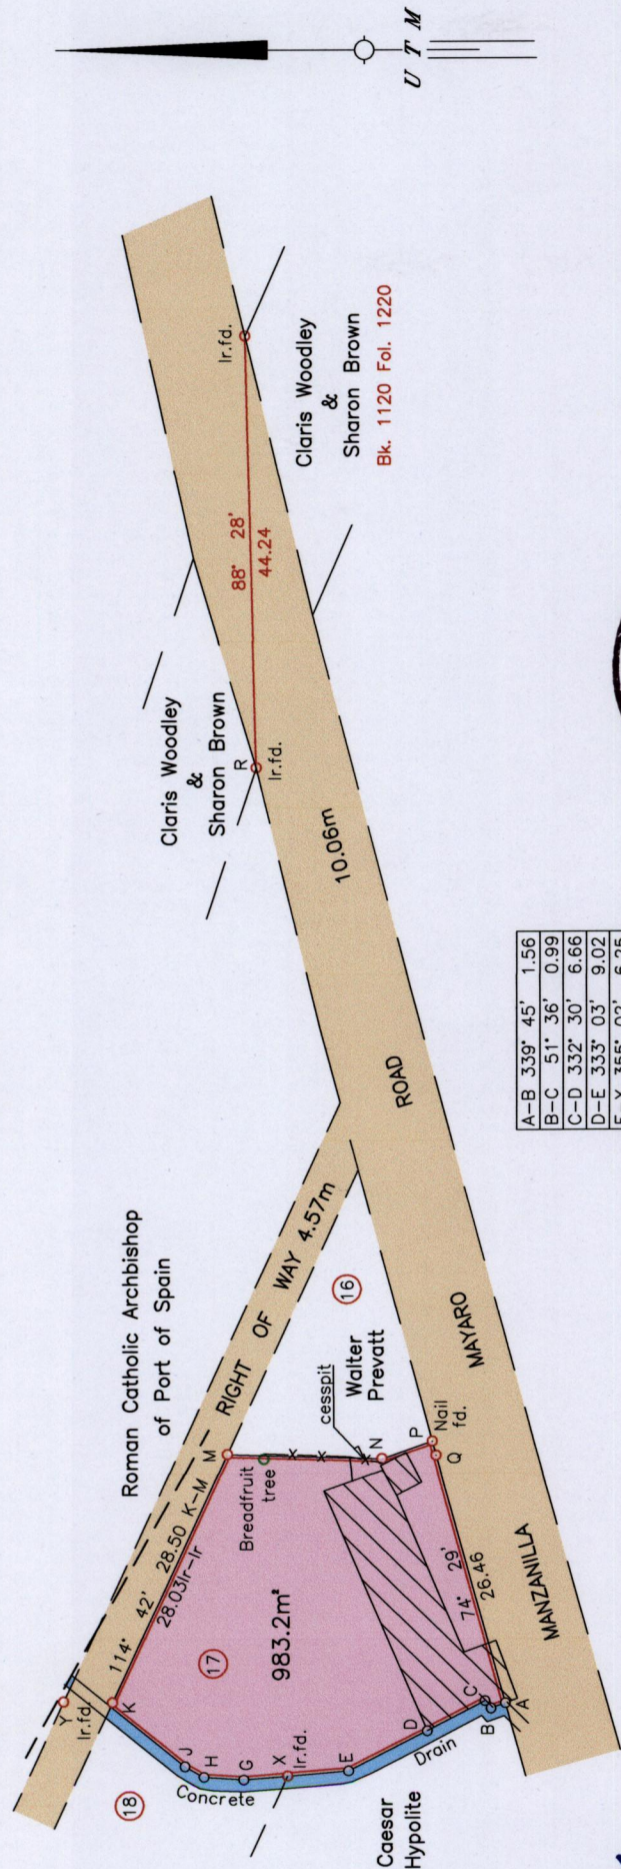 U T M
Ir.fd.
Claris Woodley
&
Sharon Brown
Bk. 1120 Fol. 1220
88° 28'
44.24
Claris Woodley
&
Sharon Brown
R
Ir.fd.
10.06m
ROAD
Roman Catholic Archbishop
of Port of Spain
RIGHT OF WAY 4.57m
16
Walter
Prevatt
cesspit
MAYARO
Nail
fd.
P
Q
N
M
Breadfruit
tree
114° 42' 28.50 K-M
28.03Ir-Ir
17
983.2m²
74° 29'
26.46
MANZANILLA
Y
Ir.fd.
K
J
H
G
X
Ir.fd.
E
D
C
B
A
Drain
Concrete
18
Caesar
Hypolite
A-B 339° 45' 1.56
B-C 51° 36' 0.99
C-D 332° 30' 6.66
D-E 333° 03' 9.02